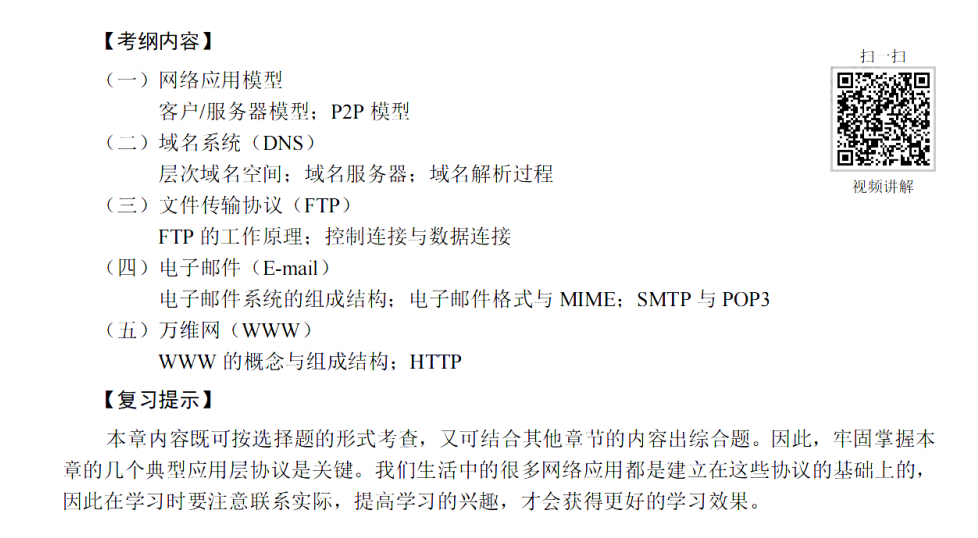 【考纲内容】
（一）网络应用模型
客户/服务器模型；P2P 模型
（二）域名系统（DNS）
层次域名空间；域名服务器；域名解析过程
（三）文件传输协议（FTP）
FTP 的工作原理；控制连接与数据连接
（四）电子邮件（E-mail）
电子邮件系统的组成结构；电子邮件格式与 MIME；SMTP 与 POP3
（五）万维网（WWW）
WWW 的概念与组成结构；HTTP
扫一扫
视频讲解
【复习提示】
本章内容既可按选择题的形式考查，又可结合其他章节的内容出综合题。因此，牢固掌握本
章的几个典型应用层协议是关键。我们生活中的很多网络应用都是建立在这些协议的基础上的，
因此在学习时要注意联系实际，提高学习的兴趣，才会获得更好的学习效果。